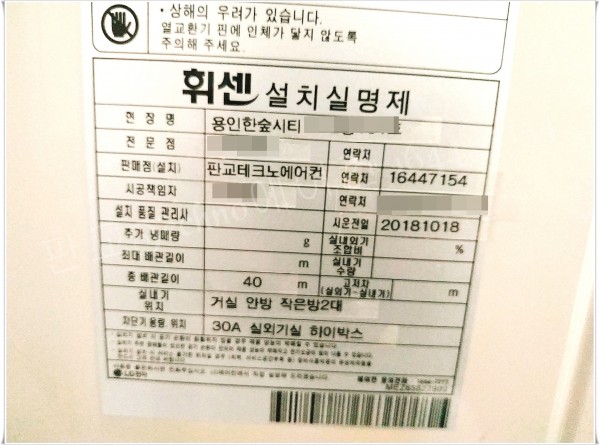 • 상해의 우려가 있습니다.
열교환기 핀에 인체가 닿지 않도록
주의해 주세요.
휘센 설치실명제
현 장 명 용인한숲시티
전 문 점 연락처
판매점(설치) 판교테크노에어컨 연락처 16447154
시공책임자 연락처
설치 품질 관리사 시운전일 20181018
추가 냉매량 g 실내외기 조합비 %
최대 배관길이 m 실내기 수량
총 배관길이 40 m 고저차 (실외기-실내기) m
실내기 위치 거실 안방 작은방2대
차단기 용량 위치 30A 실외기실 하이박스
LG전자